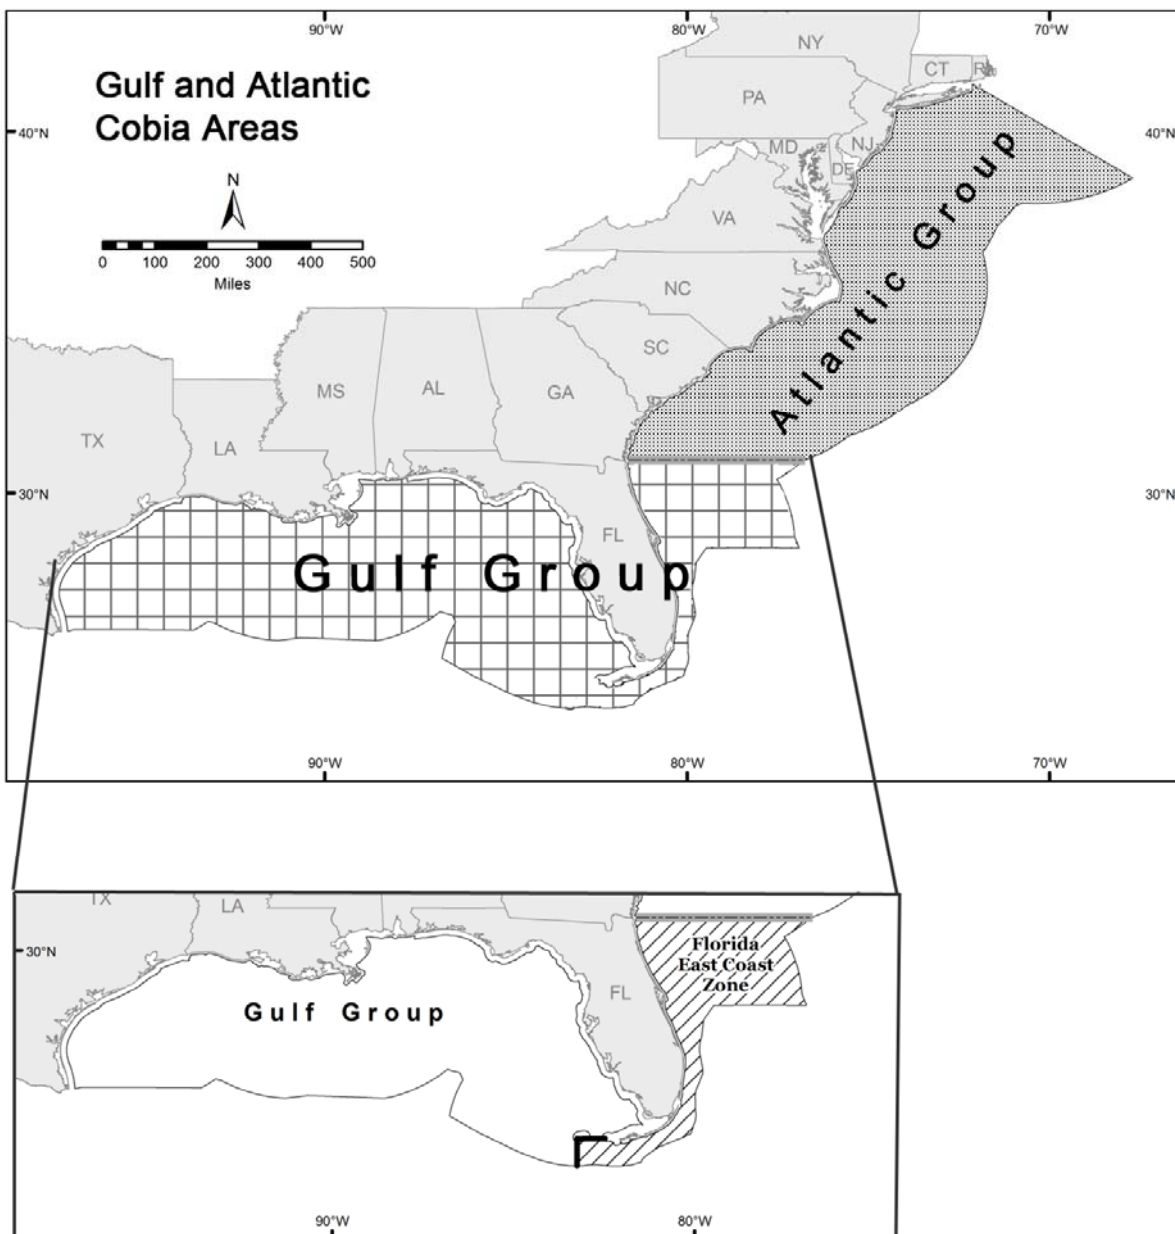 90°W 80°W 70°W
Gulf and Atlantic
Cobia Areas
NY
CT
RI
PA
40°N
40°N
MD
NJ
DE
N
VA
0 100 200 300 400 500
Miles
NC
SC
MS
AL
GA
Atlantic Group
TX
LA
30°N
30°N
FL
Gulf Group
90°W 80°W 70°W
TX
LA
30°N
Florida
East Coast
Zone
FL
Gulf Group
90°W 80°W